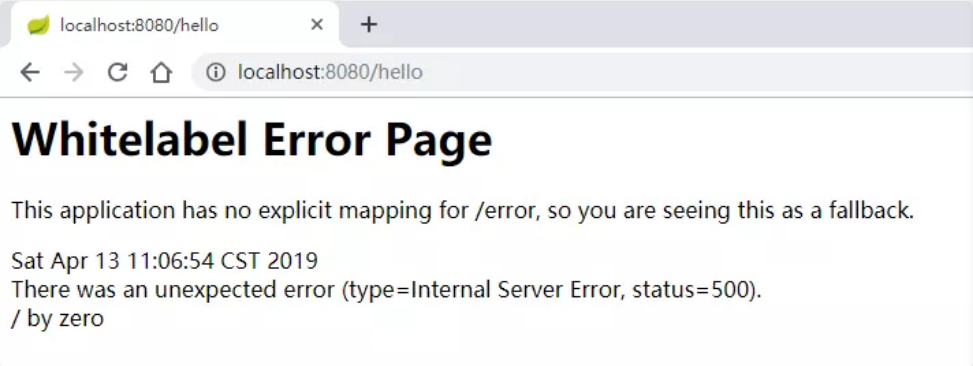 localhost:8080/hello
localhost:8080/hello
Whitelabel Error Page
This application has no explicit mapping for /error, so you are seeing this as a fallback.
Sat Apr 13 11:06:54 CST 2019
There was an unexpected error (type=Internal Server Error, status=500).
/ by zero